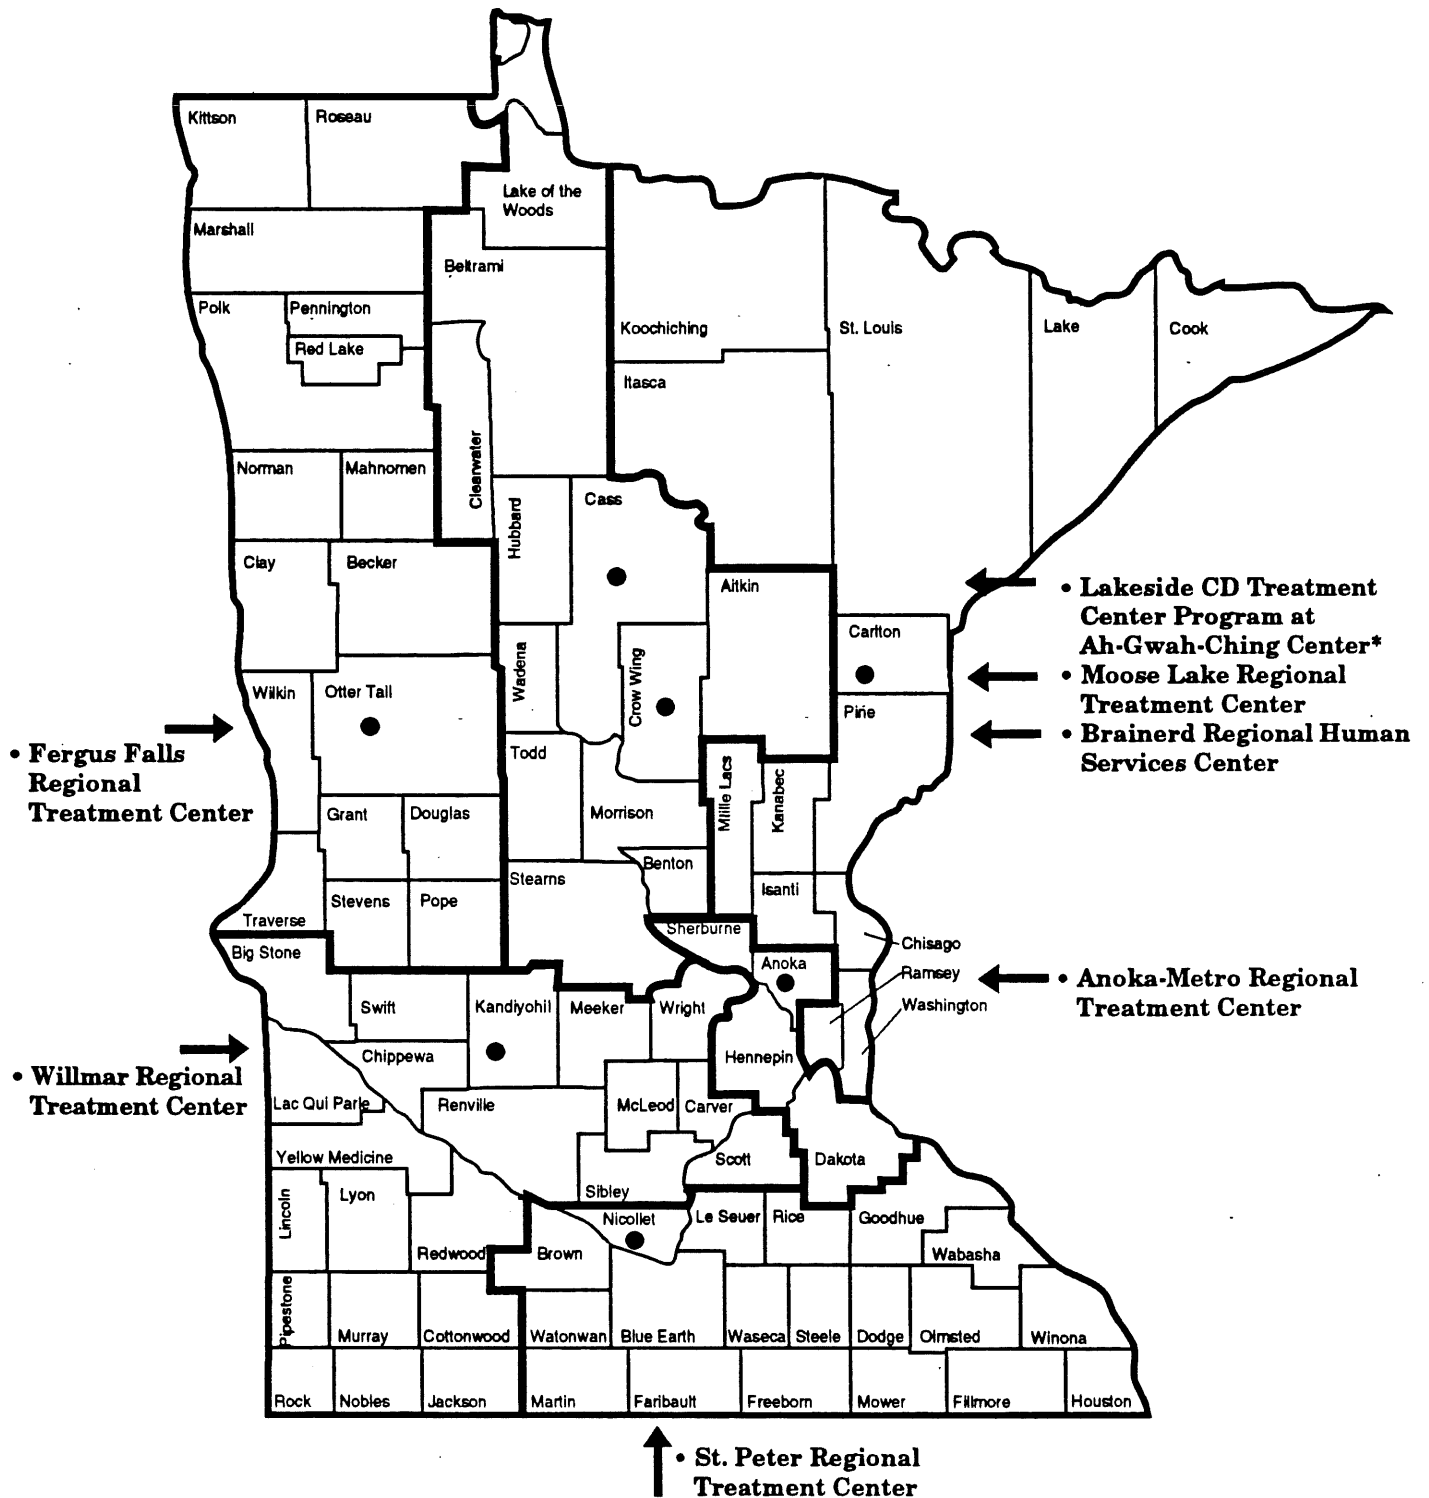 Kittson
Roseau
Lake of the
Woods
Marshall
Beltrami
Polk
Pennington
Red Lake
Koochiching
St. Louis
Lake
Cook
Itasca
Clearwater
Norman
Mahnomen
Hubbard
Cass
Clay
Becker
Aitkin
• Lakeside CD Treatment
Center Program at
Ah-Gwah-Ching Center*
Carlton
• Moose Lake Regional
Treatment Center
Wadena
Crow Wing
Wilkin
Otter Tail
Pine
• Brainerd Regional Human
Services Center
• Fergus Falls
Regional
Treatment Center
Todd
Mille Lacs
Kanabec
Grant
Douglas
Morrison
Benton
Stearns
Isanti
Stevens
Pope
Traverse
Sherburne
Big Stone
Chisago
Anoka
Ramsey
• Anoka-Metro Regional
Treatment Center
Swift
Kandiyohil
Meeker
Wright
Washington
Chippewa
Hennepin
• Willmar Regional
Treatment Center
Lac Qui Parle
Renville
McLeod
Carver
Yellow Medicine
Scott
Dakota
Lincoln
Lyon
Sibley
Nicollet
Le Seuer
Rice
Goodhue
Redwood
Brown
Wabasha
Pipestone
Murray
Cottonwood
Watonwan
Blue Earth
Waseca
Steele
Dodge
Olmsted
Winona
Rock
Nobles
Jackson
Martin
Faribault
Freeborn
Mower
Fillmore
Houston
• St. Peter Regional
Treatment Center